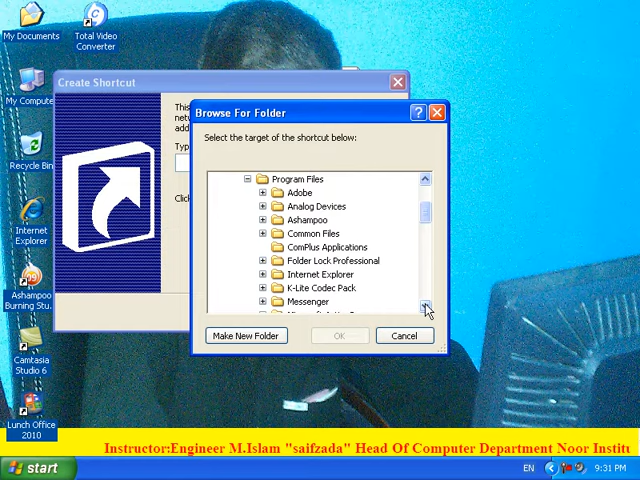 My Documents
Total Video
Converter
My Compute
Recycle Bin
Internet
Explorer
Ashampoo
Burning Stu...
Camtasia
Studio 6
Lunch Office
2010
Create Shortcut
This
netw
add
Typ
Click
Browse For Folder
Select the target of the shortcut below:
Program Files
Adobe
Analog Devices
Ashampoo
Common Files
ComPlus Applications
Folder Lock Professional
Internet Explorer
K-Lite Codec Pack
Messenger
Make New Folder
OK
Cancel
Instructor:Engineer M.Islam "saifzada" Head Of Computer Department Noor Institu
start
EN
9:31 PM